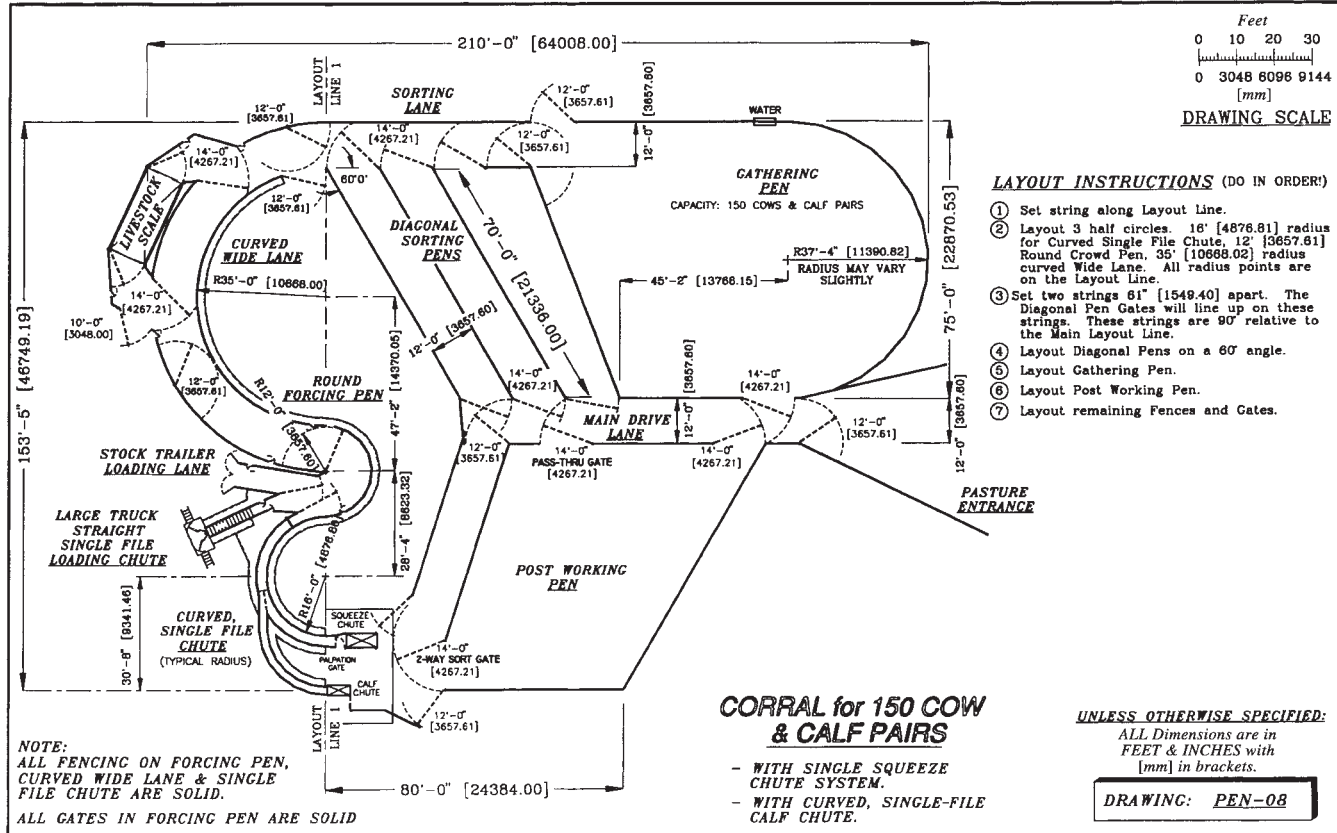 210'-0" [64008.00]
Feet
0 10 20 30
0 3048 6096 9144
[mm]
DRAWING SCALE
LAYOUT
LINE 1
SORTING
LANE
12'-0"
[3657.61]
12'-0"
[3657.61]
12'-0" [3657.60]
WATER
14'-0"
[4267.21]
14'-0"
[4267.21]
12'-0"
[3657.61]
60'0'
12'-0"
[3657.61]
LIVESTOCK
SCALE
GATHERING
PEN
CAPACITY: 150 COWS & CALF PAIRS
CURVED
WIDE LANE
DIAGONAL
SORTING
PENS
70'-0" [21336.00]
R35'-0" [10668.00]
R37'-4" [11390.82]
RADIUS MAY VARY
SLIGHTLY
45'-2" [13768.15]
75'-0" [22870.53]
153'-5" [46749.19]
14'-0"
[4267.21]
10'-0"
[3048.00]
12'-0" [3657.60]
12'-0"
[3657.61]
47'-2" [14370.05]
ROUND
FORCING PEN
R12'-0"
[3657.60]
14'-0"
[4267.21]
12'-0" [3657.60]
14'-0"
[4267.21]
MAIN DRIVE
LANE
12'-0"
[3657.61]
14'-0"
PASS-THRU GATE
[4267.21]
14'-0"
[4267.21]
12'-0"
[3657.61]
12'-0" [3657.60]
STOCK TRAILER
LOADING LANE
LARGE TRUCK
STRAIGHT
SINGLE FILE
LOADING CHUTE
28'-4" [8623.32]
R16'-0" [4876.88]
PASTURE
ENTRANCE
POST WORKING
PEN
30'-8" [9341.46]
CURVED,
SINGLE FILE
CHUTE
(TYPICAL RADIUS)
SQUEEZE
CHUTE
PALPATION
GATE
CALF
CHUTE
14'-0"
2-WAY SORT GATE
[4267.21]
12'-0"
[3657.61]
LAYOUT
LINE 1
80'-0" [24384.00]
LAYOUT INSTRUCTIONS (DO IN ORDER!)
① Set string along Layout Line.
② Layout 3 half circles. 16' [4876.81] radius
for Curved Single File Chute, 12' [3657.61]
Round Crowd Pen, 35' [10668.02] radius
curved Wide Lane. All radius points are
on the Layout Line.
③ Set two strings 61" [1549.40] apart. The
Diagonal Pen Gates will line up on these
strings. These strings are 90° relative to
the Main Layout Line.
④ Layout Diagonal Pens on a 60° angle.
⑤ Layout Gathering Pen.
⑥ Layout Post Working Pen.
⑦ Layout remaining Fences and Gates.
NOTE:
ALL FENCING ON FORCING PEN,
CURVED WIDE LANE & SINGLE
FILE CHUTE ARE SOLID.
ALL GATES IN FORCING PEN ARE SOLID
CORRAL for 150 COW
& CALF PAIRS
- WITH SINGLE SQUEEZE
CHUTE SYSTEM.
- WITH CURVED, SINGLE-FILE
CALF CHUTE.
UNLESS OTHERWISE SPECIFIED:
ALL Dimensions are in
FEET & INCHES with
[mm] in brackets.
DRAWING: PEN-08